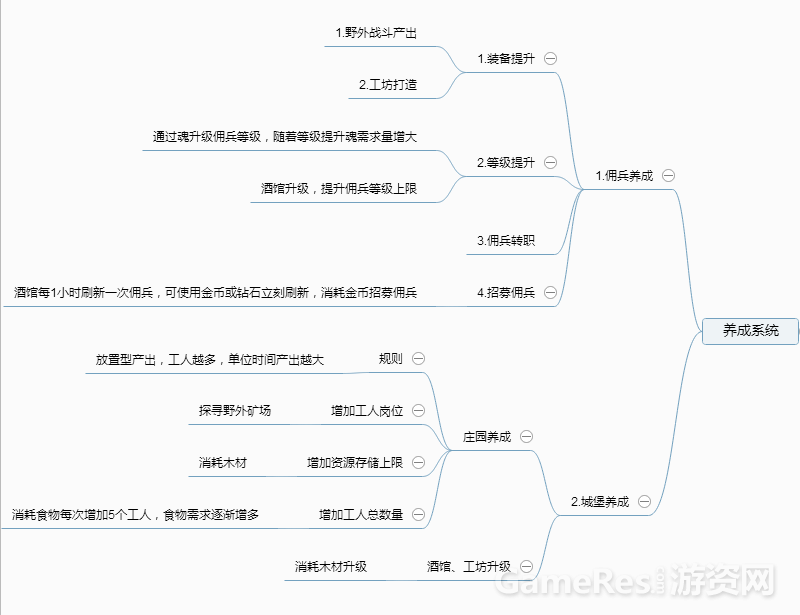 养成系统
1.佣兵养成
1.装备提升
1.野外战斗产出
2.工坊打造
2.等级提升
通过魂升级佣兵等级，随着等级提升魂需求量增大
酒馆升级，提升佣兵等级上限
3.佣兵转职
4.招募佣兵
酒馆每1小时刷新一次佣兵，可使用金币或钻石立刻刷新，消耗金币招募佣兵
2.城堡养成
庄园养成
规则
放置型产出，工人越多，单位时间产出越大
增加工人岗位
探寻野外矿场
增加资源存储上限
消耗木材
增加工人总数量
消耗食物每次增加5个工人，食物需求逐渐增多
酒馆、工坊升级
消耗木材升级
GameRes.com游资网